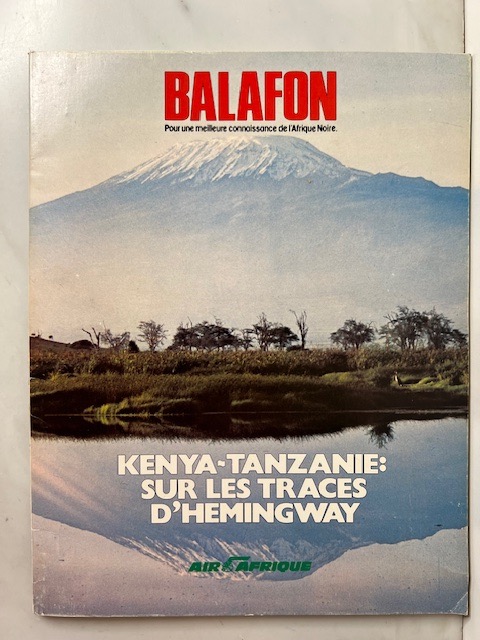 BALAFON
Pour une meilleure connaissance de l'Afrique Noire.
KENYA-TANZANIE:
SUR LES TRACES
D'HEMINGWAY
AIR AFRIQUE